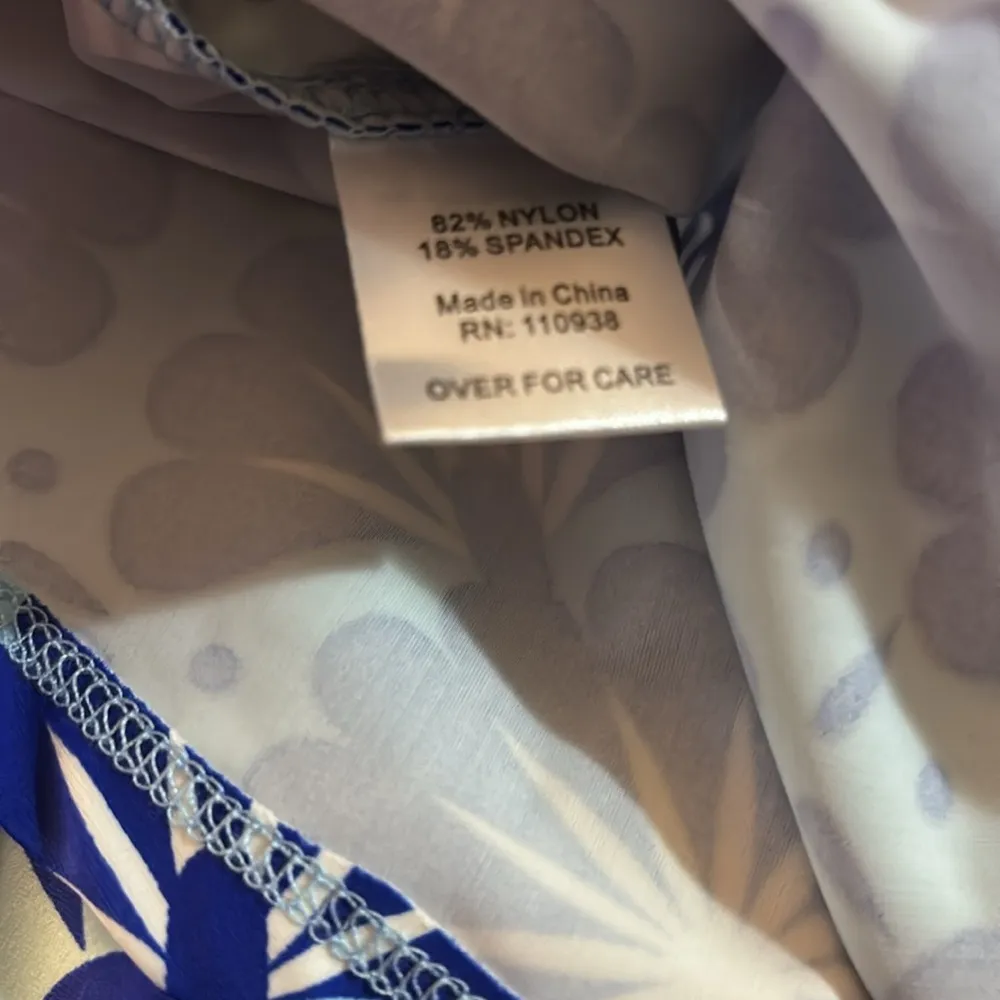 82% NYLON
18% SPANDEX
Made in China
RN: 110938
OVER FOR CARE